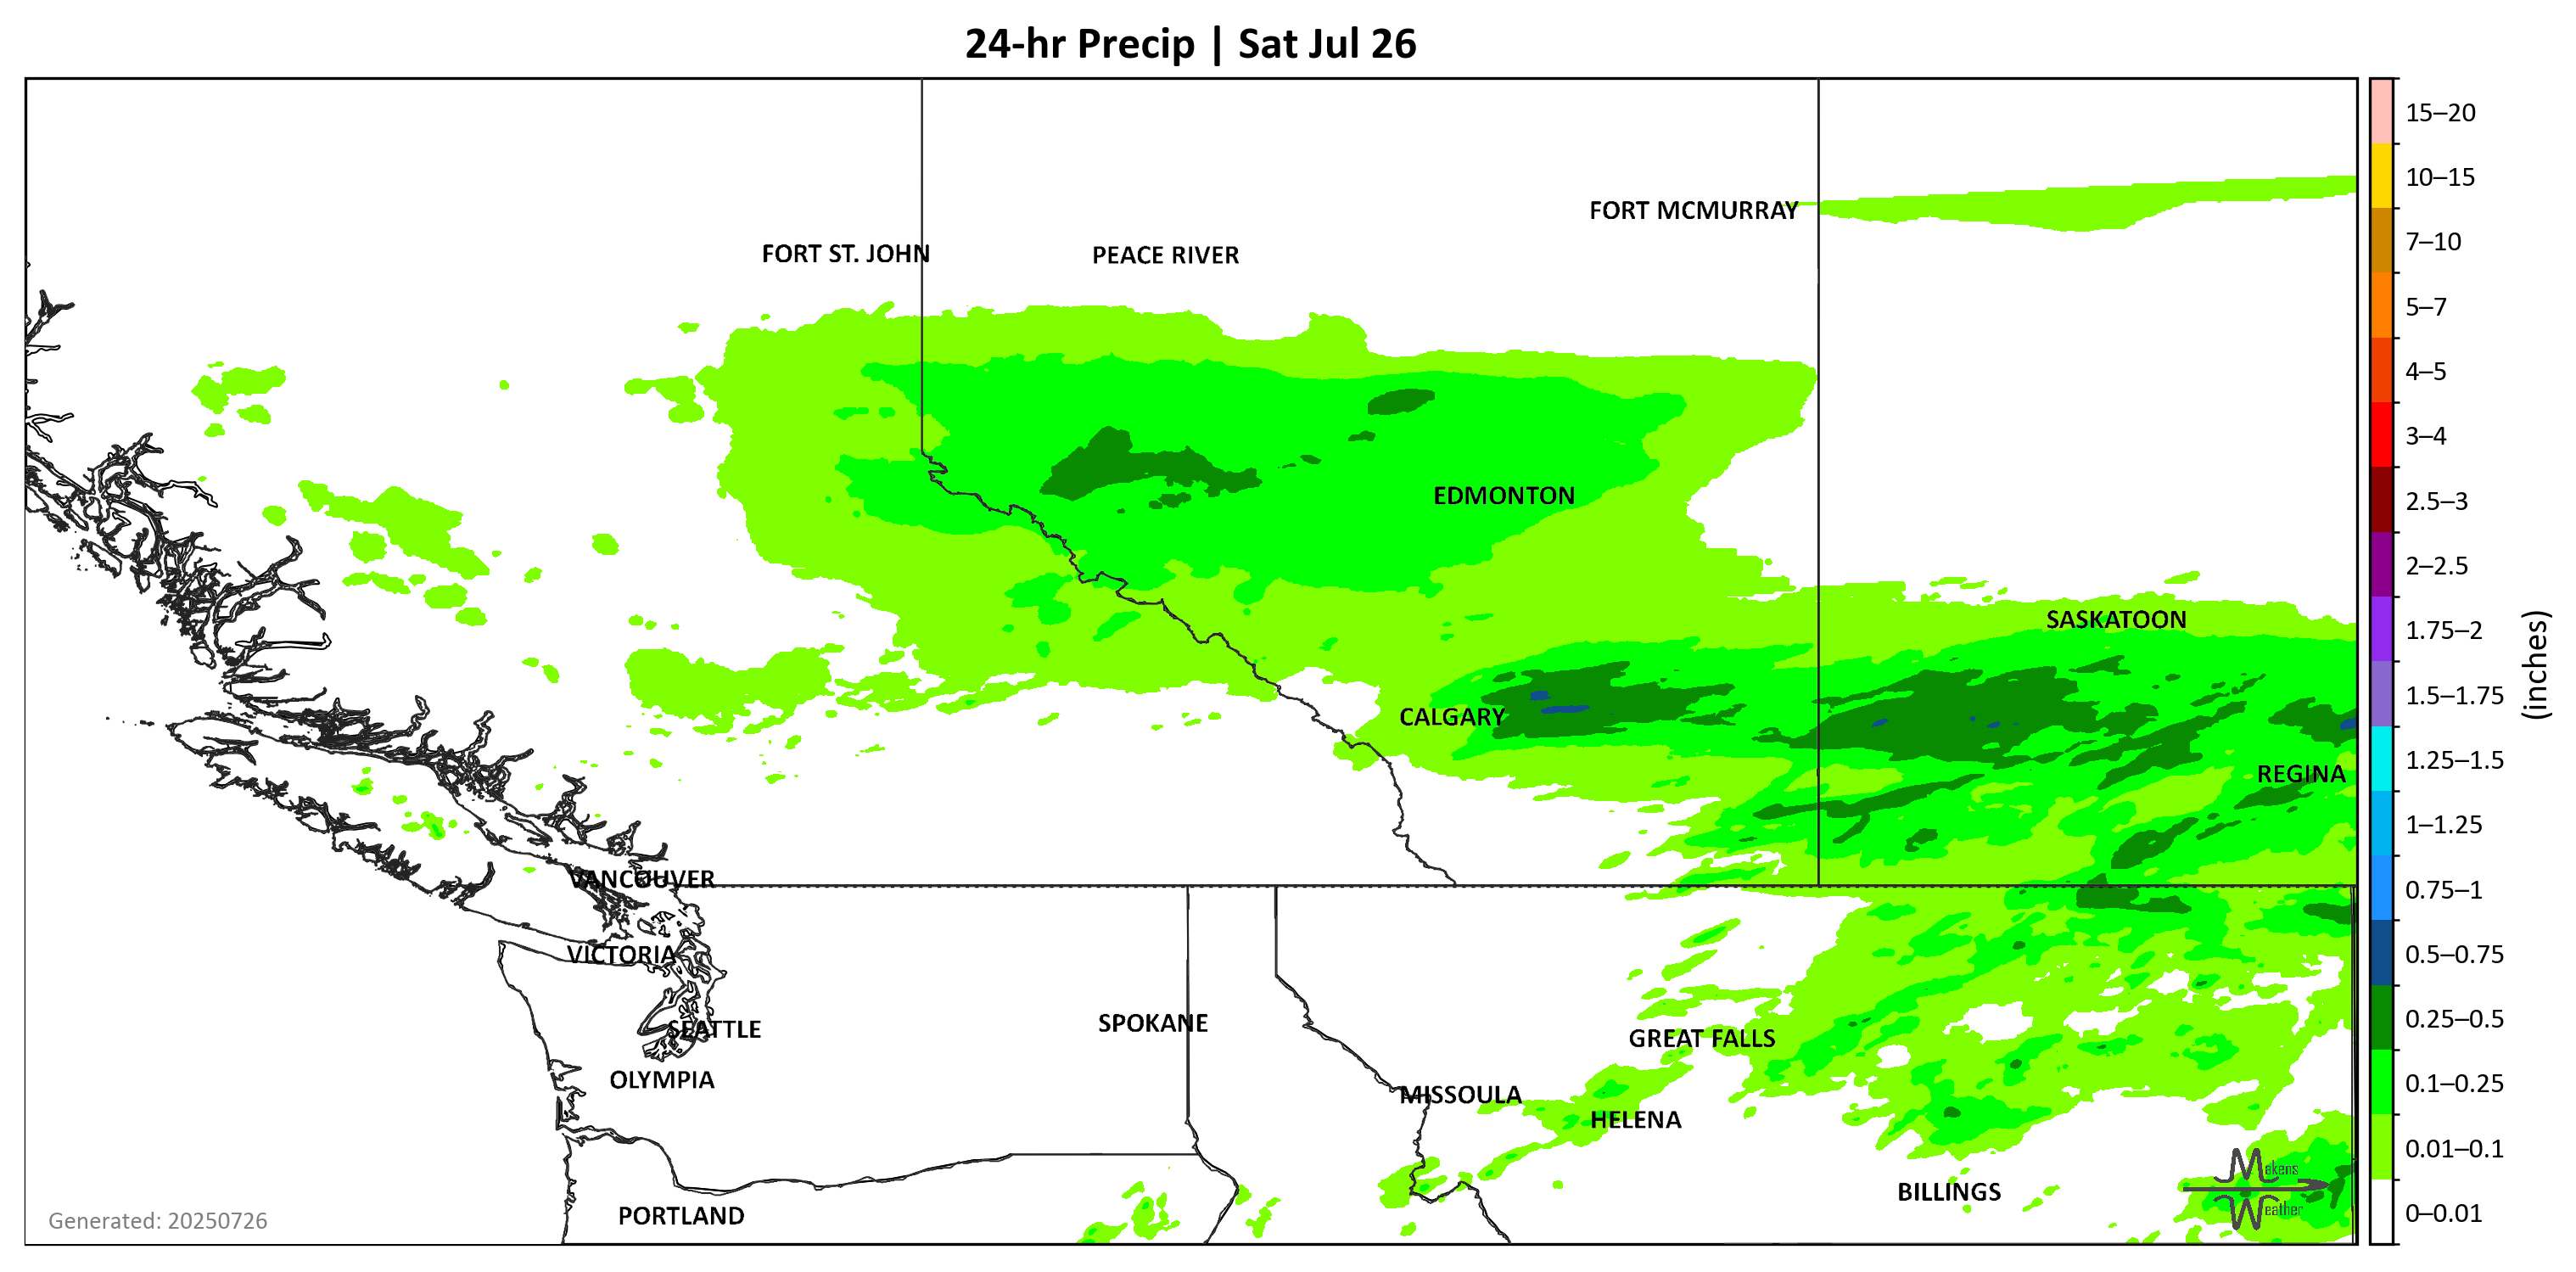 24-hr Precip | Sat Jul 26
15–20
10–15
7–10
5–7
4–5
3–4
2.5–3
2–2.5
1.75–2
1.5–1.75
1.25–1.5
1–1.25
0.75–1
0.5–0.75
0.25–0.5
0.1–0.25
0.01–0.1
0–0.01
(inches)
FORT MCMURRAY
FORT ST. JOHN
PEACE RIVER
EDMONTON
SASKATOON
CALGARY
REGINA
VANCOUVER
VICTORIA
SEATTLE
SPOKANE
GREAT FALLS
OLYMPIA
MISSOULA
HELENA
BILLINGS
PORTLAND
Mekens
Weather
Generated: 20250726